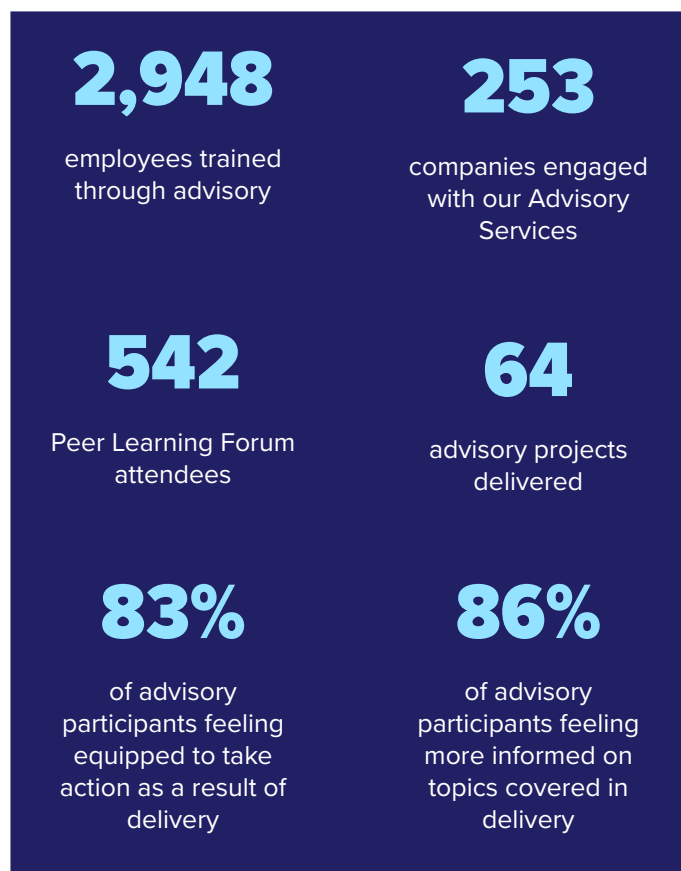 2,948
employees trained
through advisory
253
companies engaged
with our Advisory
Services
542
Peer Learning Forum
attendees
64
advisory projects
delivered
83%
of advisory
participants feeling
equipped to take
action as a result of
delivery
86%
of advisory
participants feeling
more informed on
topics covered in
delivery